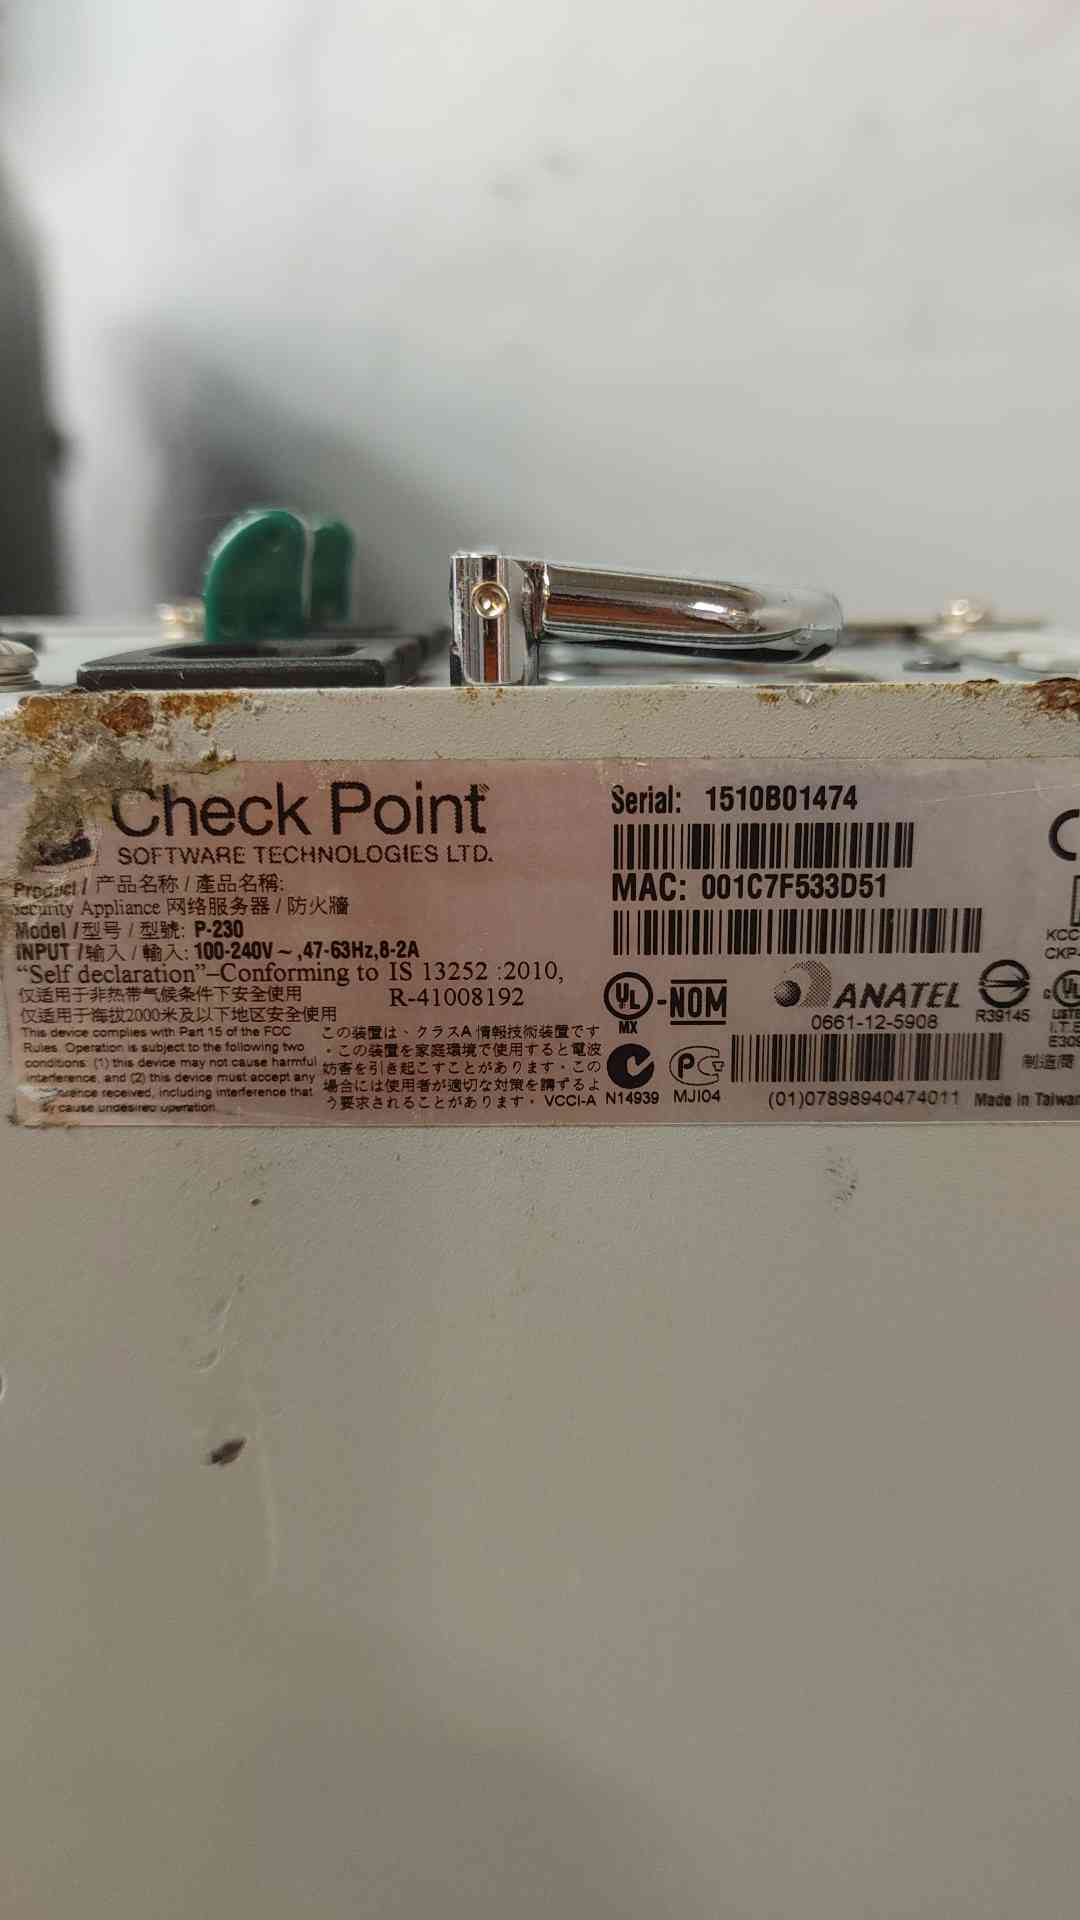 Check Point
SOFTWARE TECHNOLOGIES LTD.
Product / 产品名称 / 產品名稱:
Security Appliance 网络服务器 / 防火牆
Model / 型号 / 型號: P-230
INPUT / 输入 / 輸入: 100-240V ~ ,47-63Hz,8-2A
"Self declaration"–Conforming to IS 13252 :2010,
R-41008192
仅适用于非热带气候条件下安全使用
仅适用于海拔2000米及以下地区安全使用
This device complies with Part 15 of the FCC
Rules. Operation is subject to the following two
conditions: (1) this device may not cause harmful
interference, and (2) this device must accept any
interference received, including interference that
may cause undesired operation.
この装置は、クラスA 情報技術装置です
・この装置を家庭環境で使用すると電波
妨害を引き起こすことがあります・この
場合には使用者が適切な対策を講ずるよ
う要求されることがあります・ VCCI-A
Serial: 1510B01474
MAC: 001C7F533D51
UL
MX
-NOM
ANATEL
0661-12-5908
R39145
N14939
MJI04
(01)07898940474011
Made in Taiwan
KCC
CKP-
UL
LISTE
I.T.E
E309
制造商